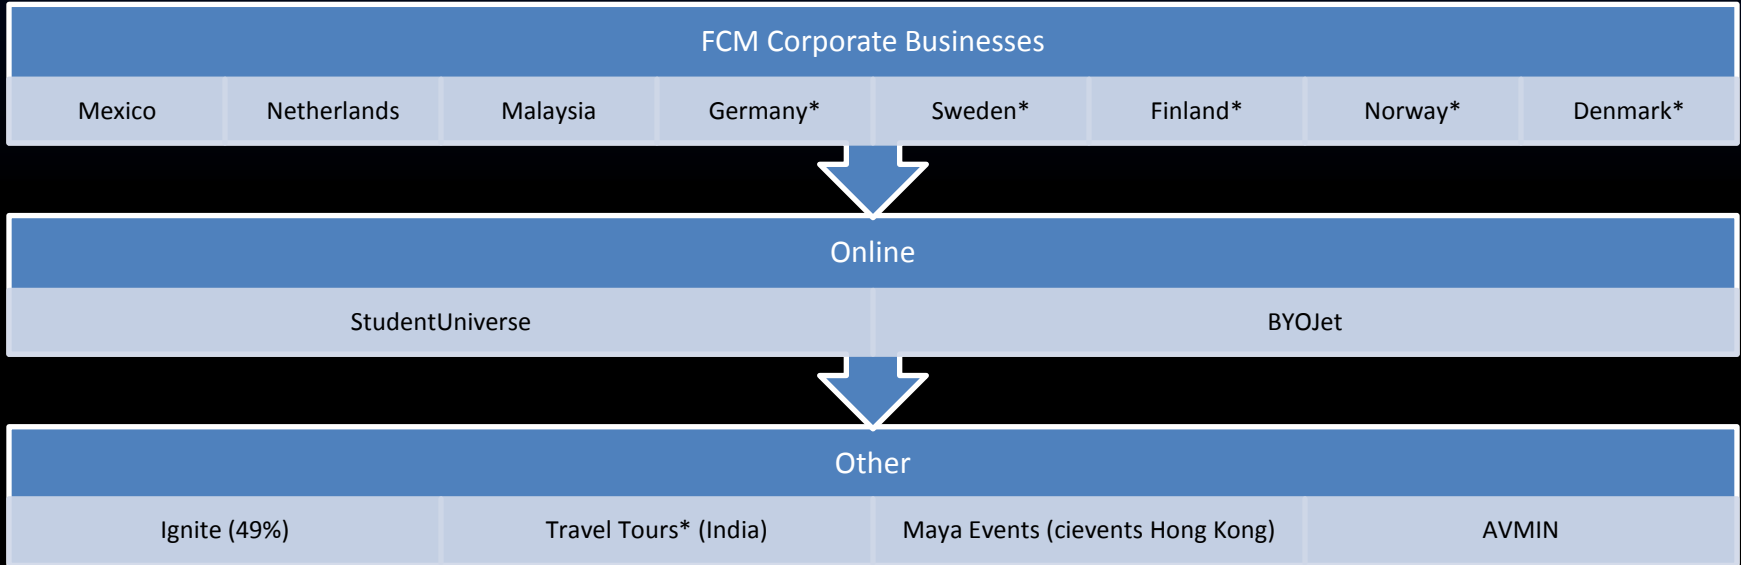 FCM Corporate Businesses
Mexico Netherlands Malaysia Germany* Sweden* Finland* Norway* Denmark*
Online
StudentUniverse BYOJet
Other
Ignite (49%) Travel Tours* (India) Maya Events (cievents Hong Kong) AVMIN